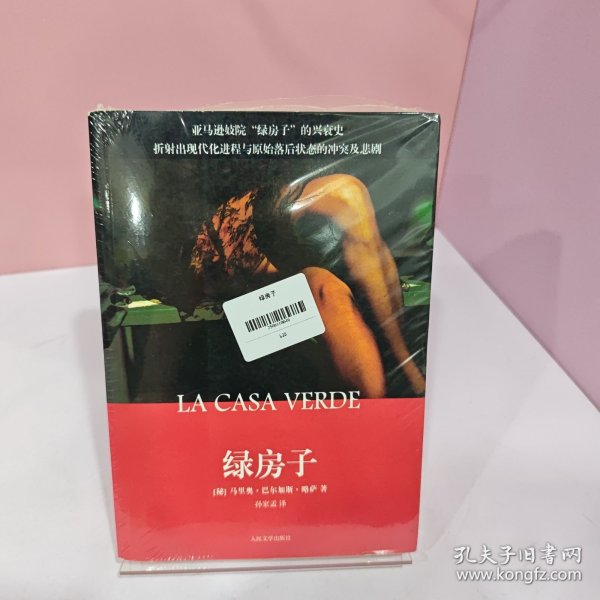 亚马逊妓院“绿房子”的兴衰史
折射出现代化进程与原始落后状态的冲突及悲剧
绿房子
LA CASA VERDE
绿房子
[秘] 马里奥·巴尔加斯·略萨 著
孙家孟 译
人民文学出版社
孔夫子旧书网
www.kongfz.com